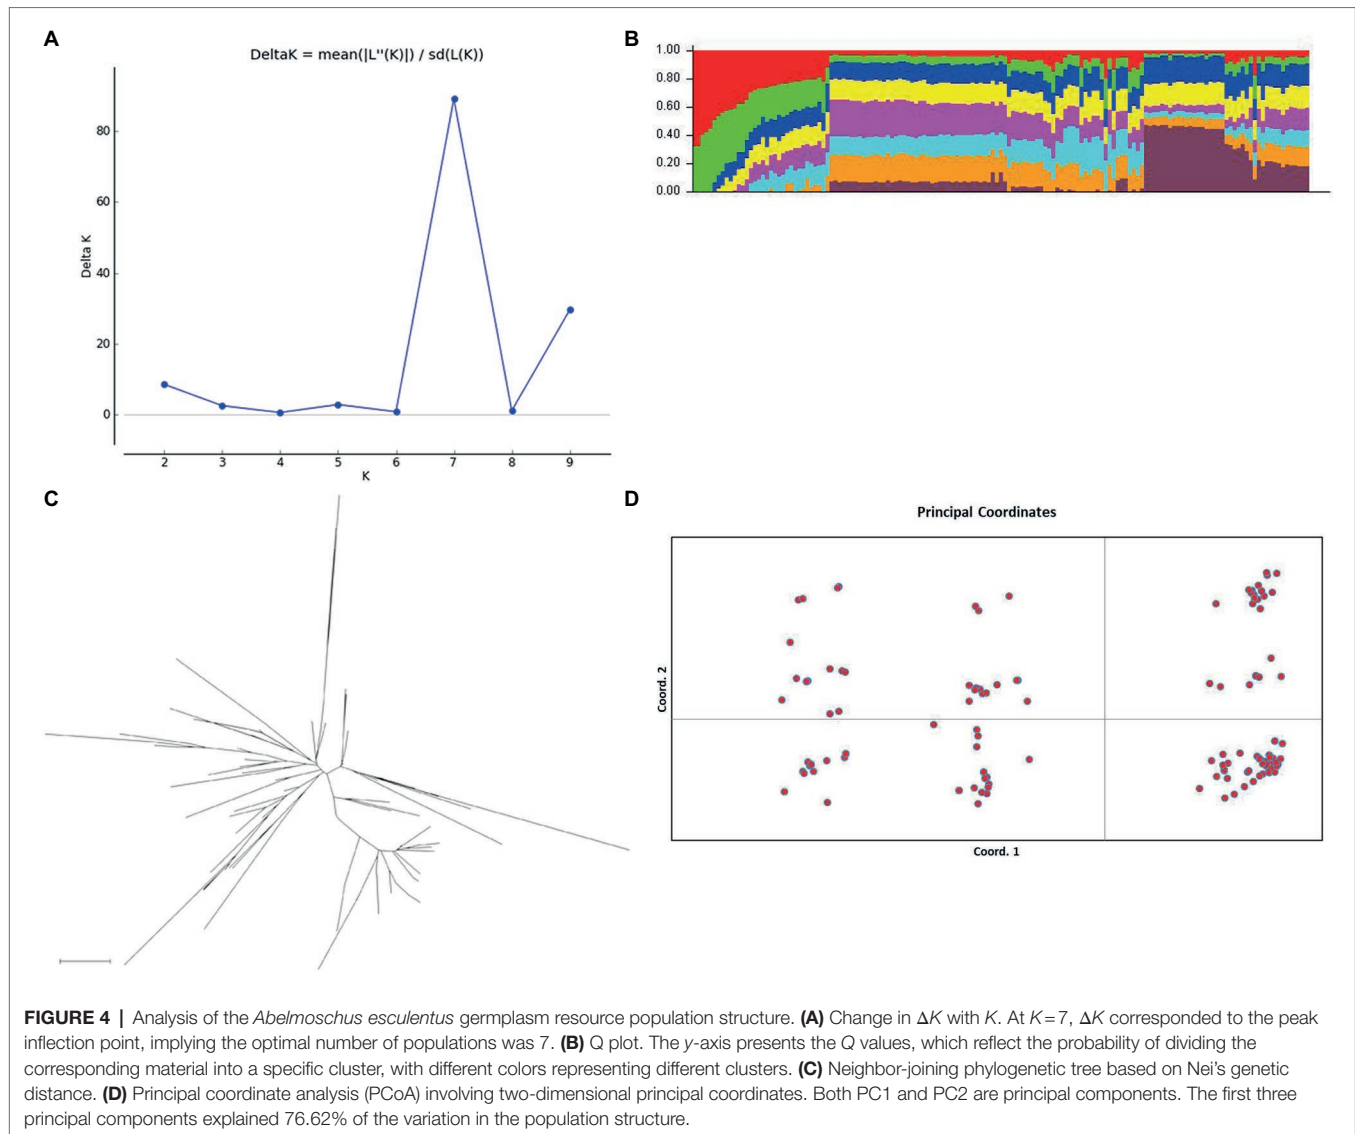 A
DeltaK = mean(|L"(K)|) / sd(L(K))
80
60
40
20
0
Delta K
2 3 4 5 6 7 8 9
K
B
1.00
0.80
0.60
0.40
0.20
0.00
C
D
Principal Coordinates
Coord. 2
Coord. 1
FIGURE 4 | Analysis of the Abelmoschus esculentus germplasm resource population structure. (A) Change in ΔK with K. At K=7, ΔK corresponded to the peak
inflection point, implying the optimal number of populations was 7. (B) Q plot. The y-axis presents the Q values, which reflect the probability of dividing the
corresponding material into a specific cluster, with different colors representing different clusters. (C) Neighbor-joining phylogenetic tree based on Nei's genetic
distance. (D) Principal coordinate analysis (PCoA) involving two-dimensional principal coordinates. Both PC1 and PC2 are principal components. The first three
principal components explained 76.62% of the variation in the population structure.